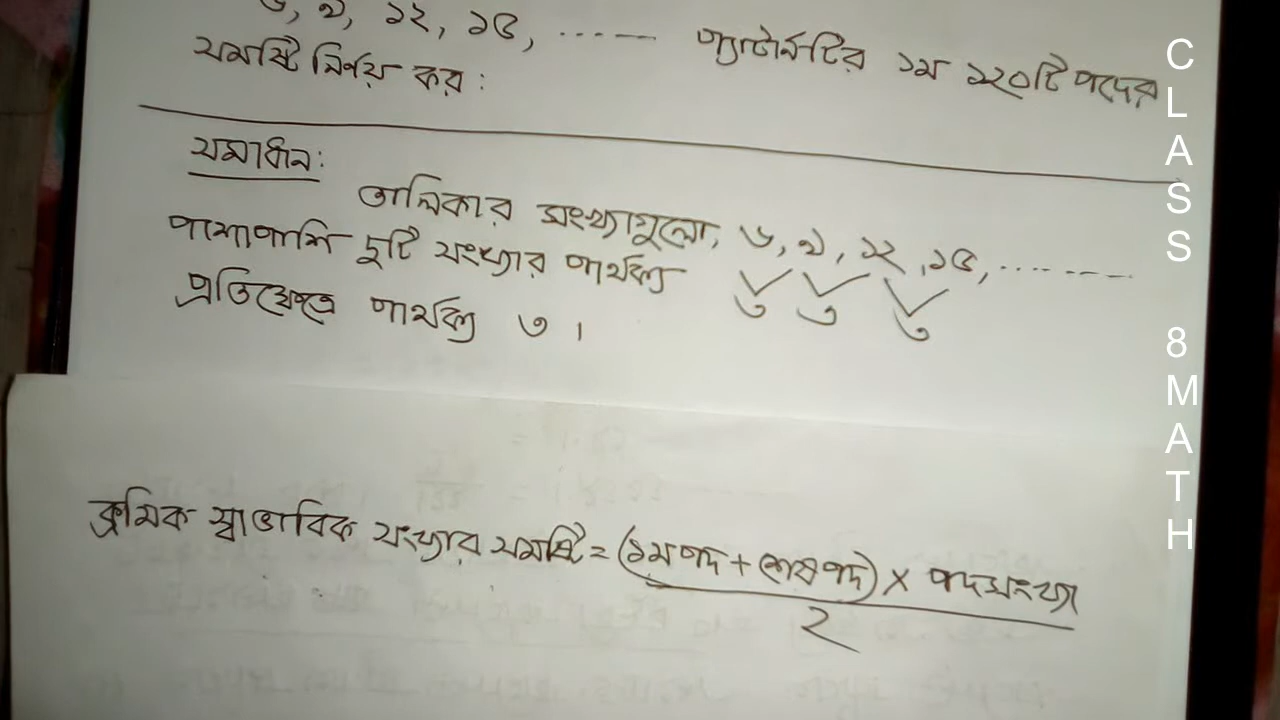 ৬, ৯, ১২, ১৫, ...... প্যাটার্নটির ১ম ১২০টি পদের
সমষ্টি নির্ণয় কর :
সমাধান:
তালিকার সংখ্যাগুলো, ৬, ৯, ১২, ১৫, .........
পাশাপাশি দুটি সংখ্যার পার্থক্য ৩ ৩ ৩
প্রতিক্ষেত্রে পার্থক্য ৩ ।
ক্রমিক স্বাভাবিক সংখ্যার সমষ্টি = (১ম পদ + শেষ পদ) × পদসংখ্যা
২
CLASS 8 MATH